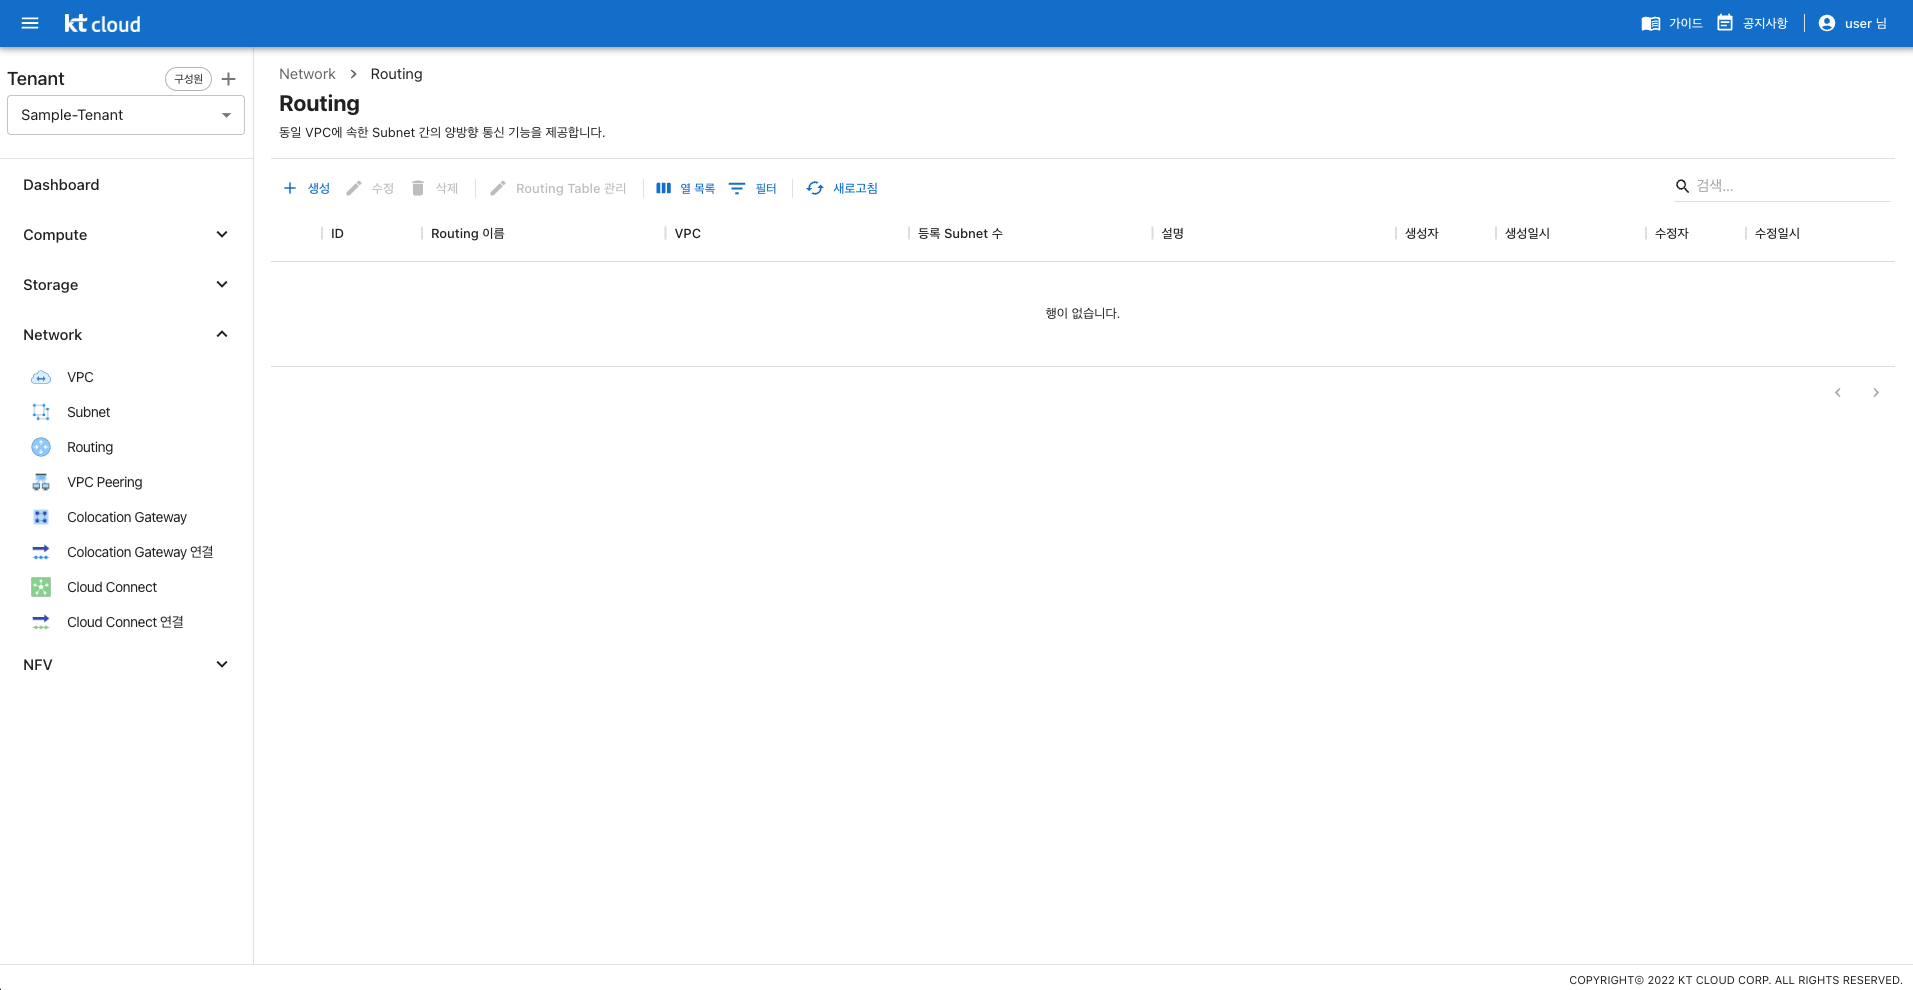 kt cloud
가이드 공지사항 user 님
Tenant 구성원
Sample-Tenant
Dashboard
Compute
Storage
Network
VPC
Subnet
Routing
VPC Peering
Colocation Gateway
Colocation Gateway 연결
Cloud Connect
Cloud Connect 연결
NFV
Network > Routing
Routing
동일 VPC에 속한 Subnet 간의 양방향 통신 기능을 제공합니다.
생성 수정 삭제 Routing Table 관리 열 목록 필터 새로고침 검색...
ID Routing 이름 VPC 등록 Subnet 수 설명 생성자 생성일시 수정자 수정일시
행이 없습니다.
COPYRIGHT© 2022 KT CLOUD CORP. ALL RIGHTS RESERVED.